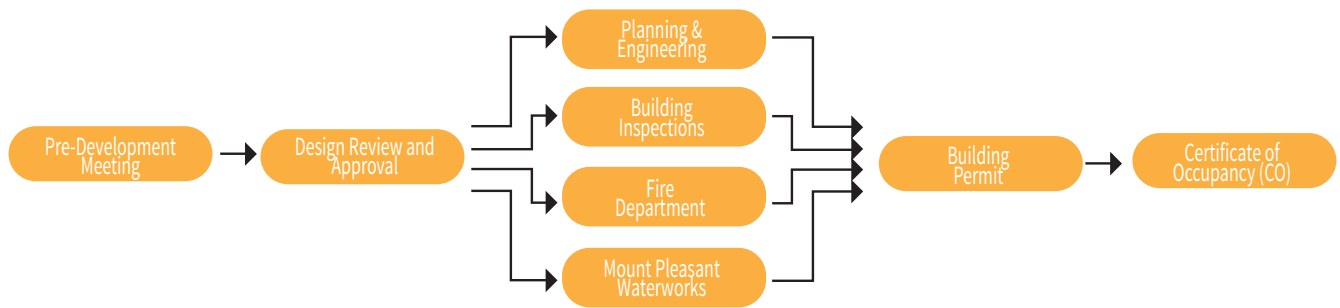 Pre-Development
Meeting
Design Review and
Approval
Planning &
Engineering
Building
Inspections
Fire
Department
Mount Pleasant
Waterworks
Building
Permit
Certificate of
Occupancy (CO)